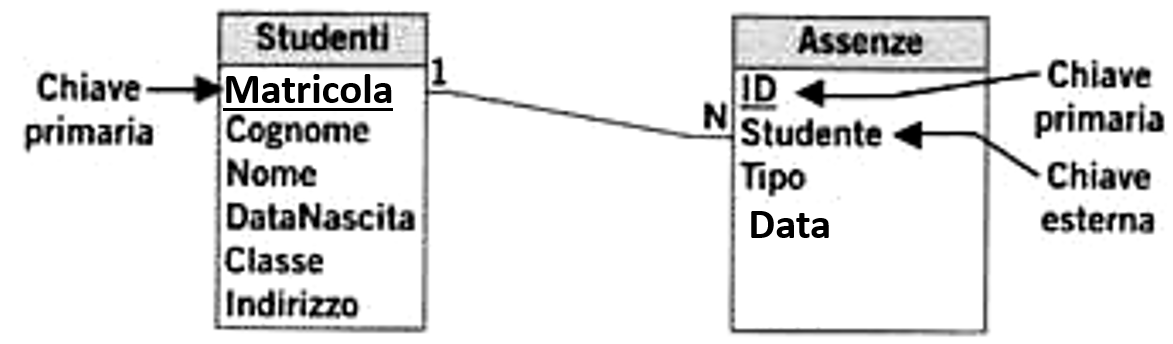 Studenti
Chiave
primaria
Matricola
Cognome
Nome
DataNascita
Classe
Indirizzo
1
N
Assenze
ID
Studente
Tipo
Data
Chiave
primaria
Chiave
esterna